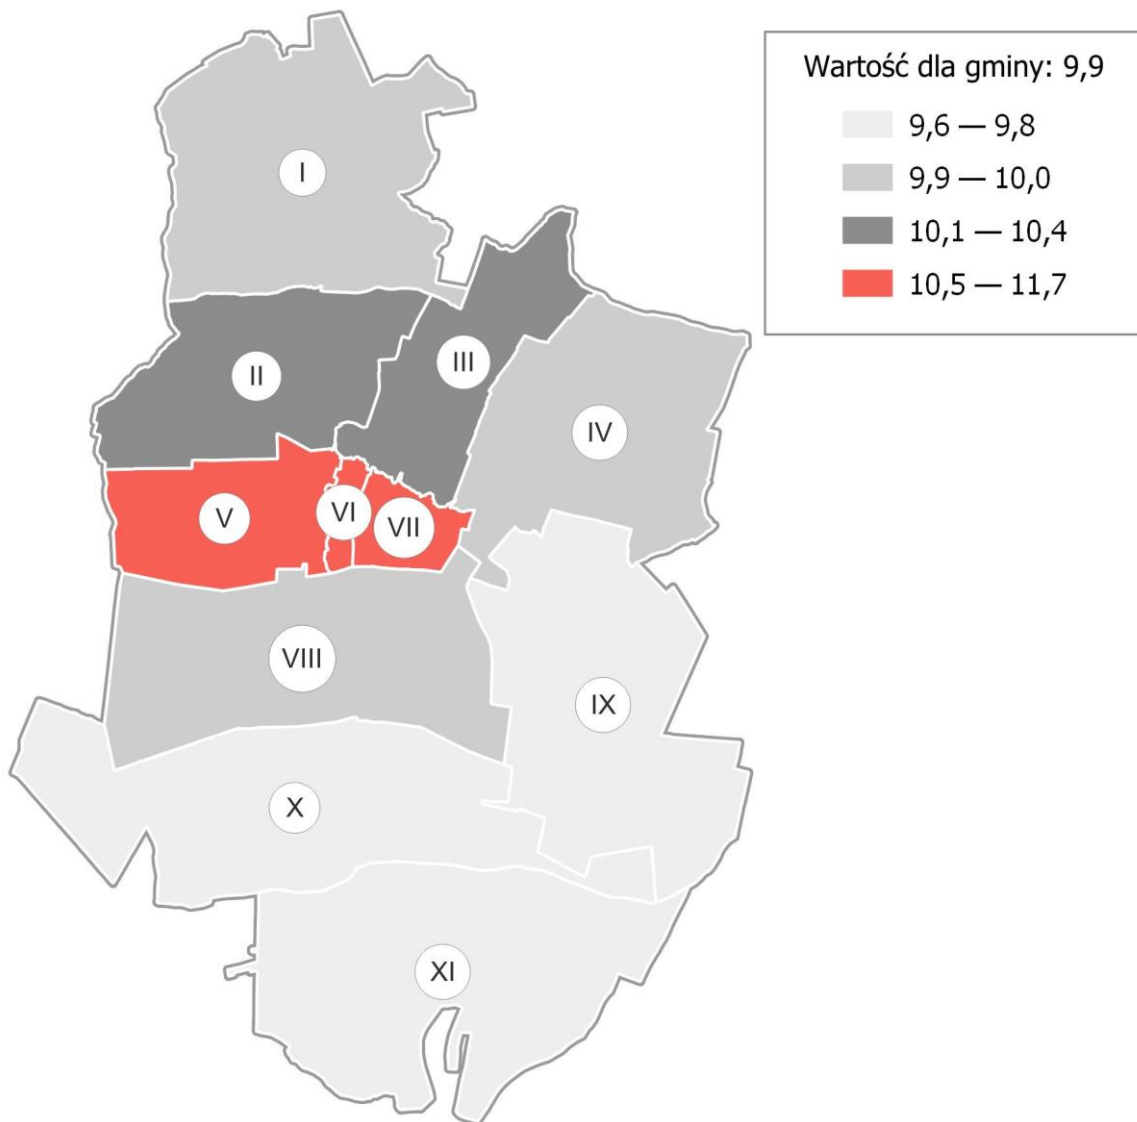 Wartość dla gminy: 9,9
9,6 — 9,8
9,9 — 10,0
10,1 — 10,4
10,5 — 11,7
I
II
III
IV
V
VI
VII
VIII
IX
X
XI